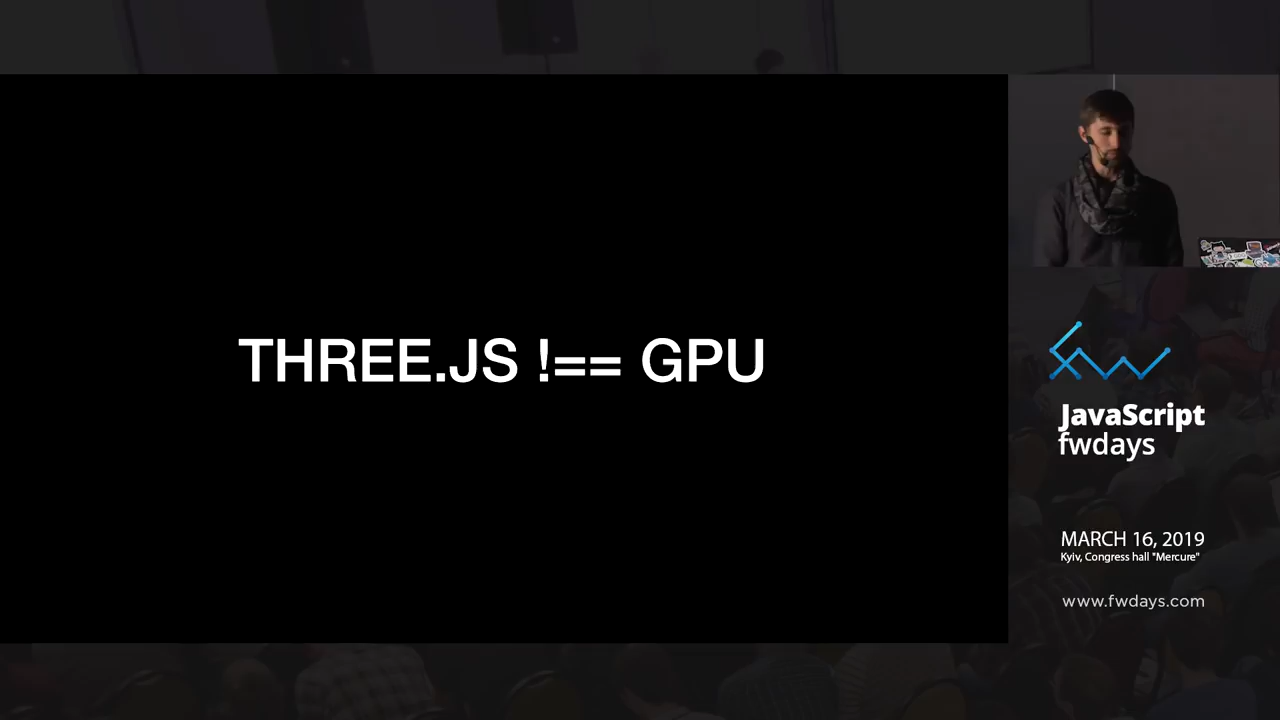 THREE.JS !== GPU
JavaScript
fwdays
MARCH 16, 2019
Kyiv, Congress hall "Mercure"
www.fwdays.com